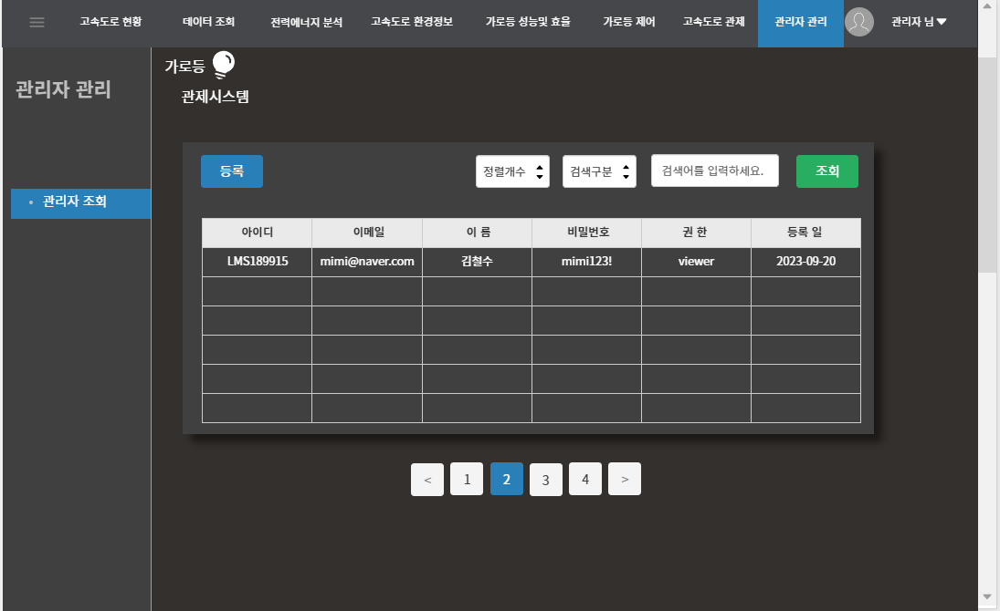 고속도로 현황 데이터 조회 전력에너지 분석 고속도로 환경정보 가로등 성능및 효율 가로등 제어 고속도로 관제 관리자 관리 관리자 님
관리자 관리
• 관리자 조회
가로등
관제시스템
등록 정렬개수 검색구분 검색어를 입력하세요. 조회
아이디 이메일 이 름 비밀번호 권 한 등록 일
LMS189915 mimi@naver.com 김철수 mimi123! viewer 2023-09-20
< 1 2 3 4 >